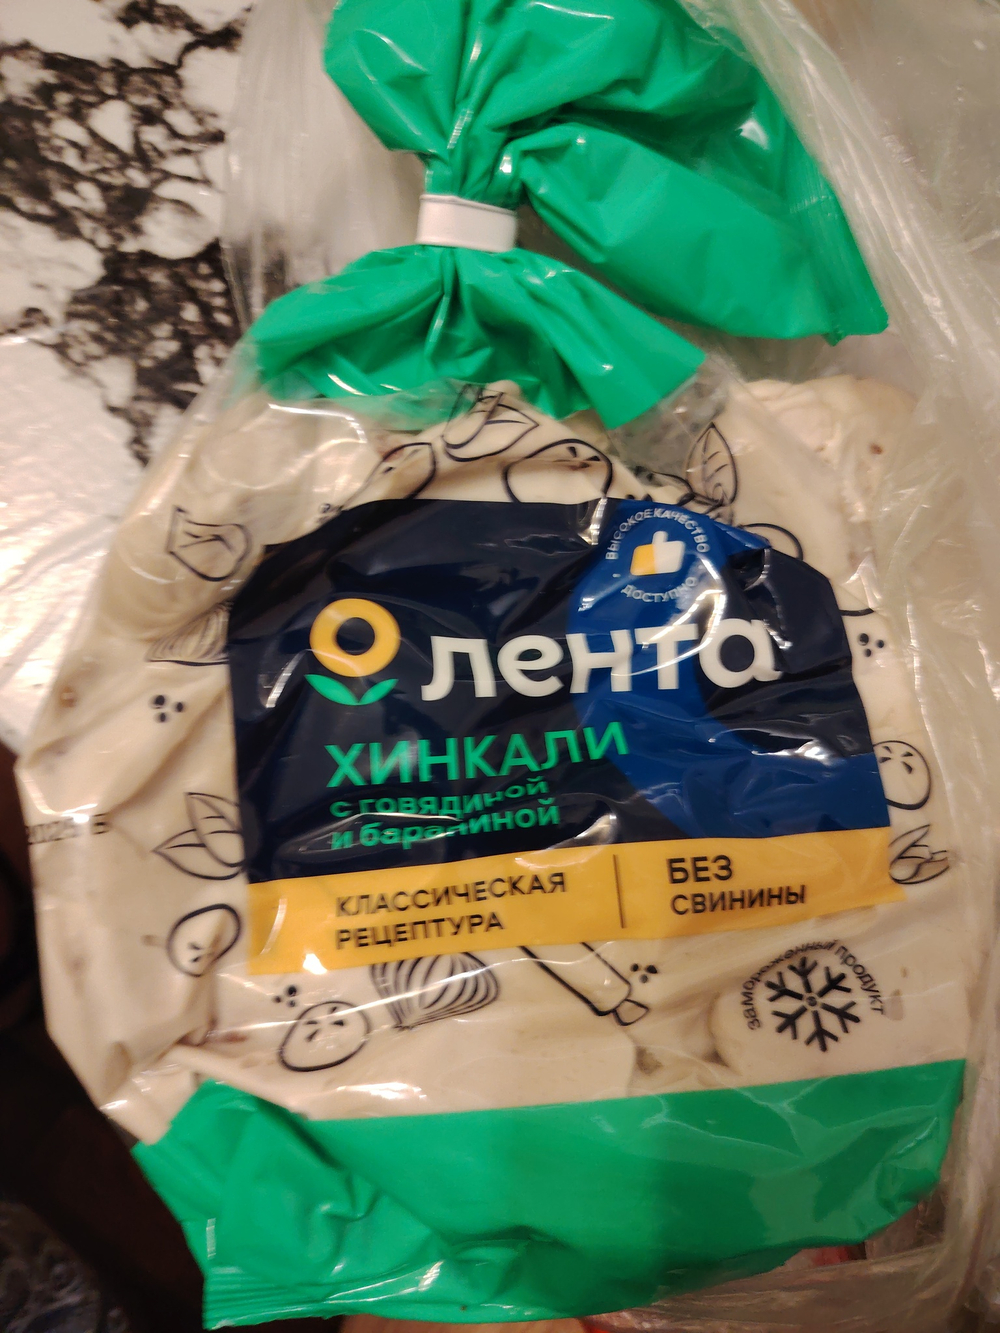 ВЫСОКОЕ КАЧЕСТВО
ДОСТУПНО
лента
ХИНКАЛИ
с говядиной
и бараниной
КЛАССИЧЕСКАЯ
РЕЦЕПТУРА
БЕЗ
СВИНИНЫ
замороженный продукт